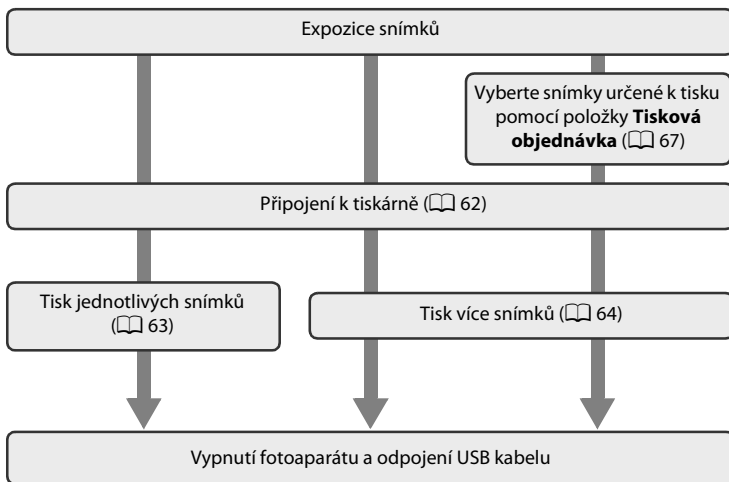 Expozice snímků
Vyberte snímky určené k tisku
pomocí položky Tisková
objednávka (📖 67)
Připojení k tiskárně (📖 62)
Tisk jednotlivých snímků
(📖 63)
Tisk více snímků (📖 64)
Vypnutí fotoaparátu a odpojení USB kabelu